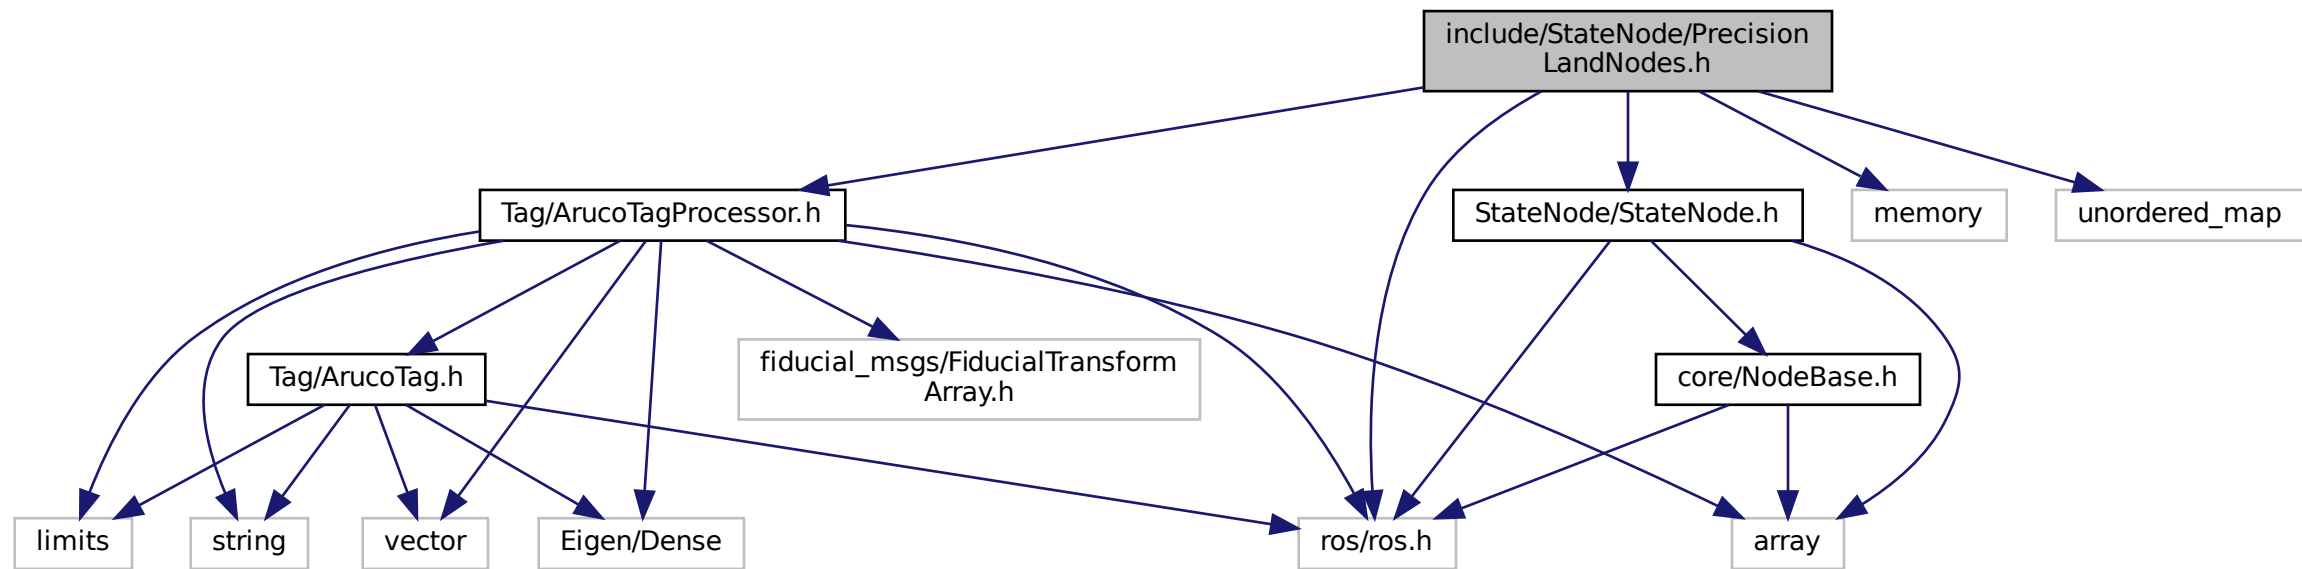 include/StateNode/Precision
LandNodes.h
Tag/ArucoTagProcessor.h
StateNode/StateNode.h
memory
unordered_map
Tag/ArucoTag.h
fiducial_msgs/FiducialTransform
Array.h
core/NodeBase.h
limits
string
vector
Eigen/Dense
ros/ros.h
array